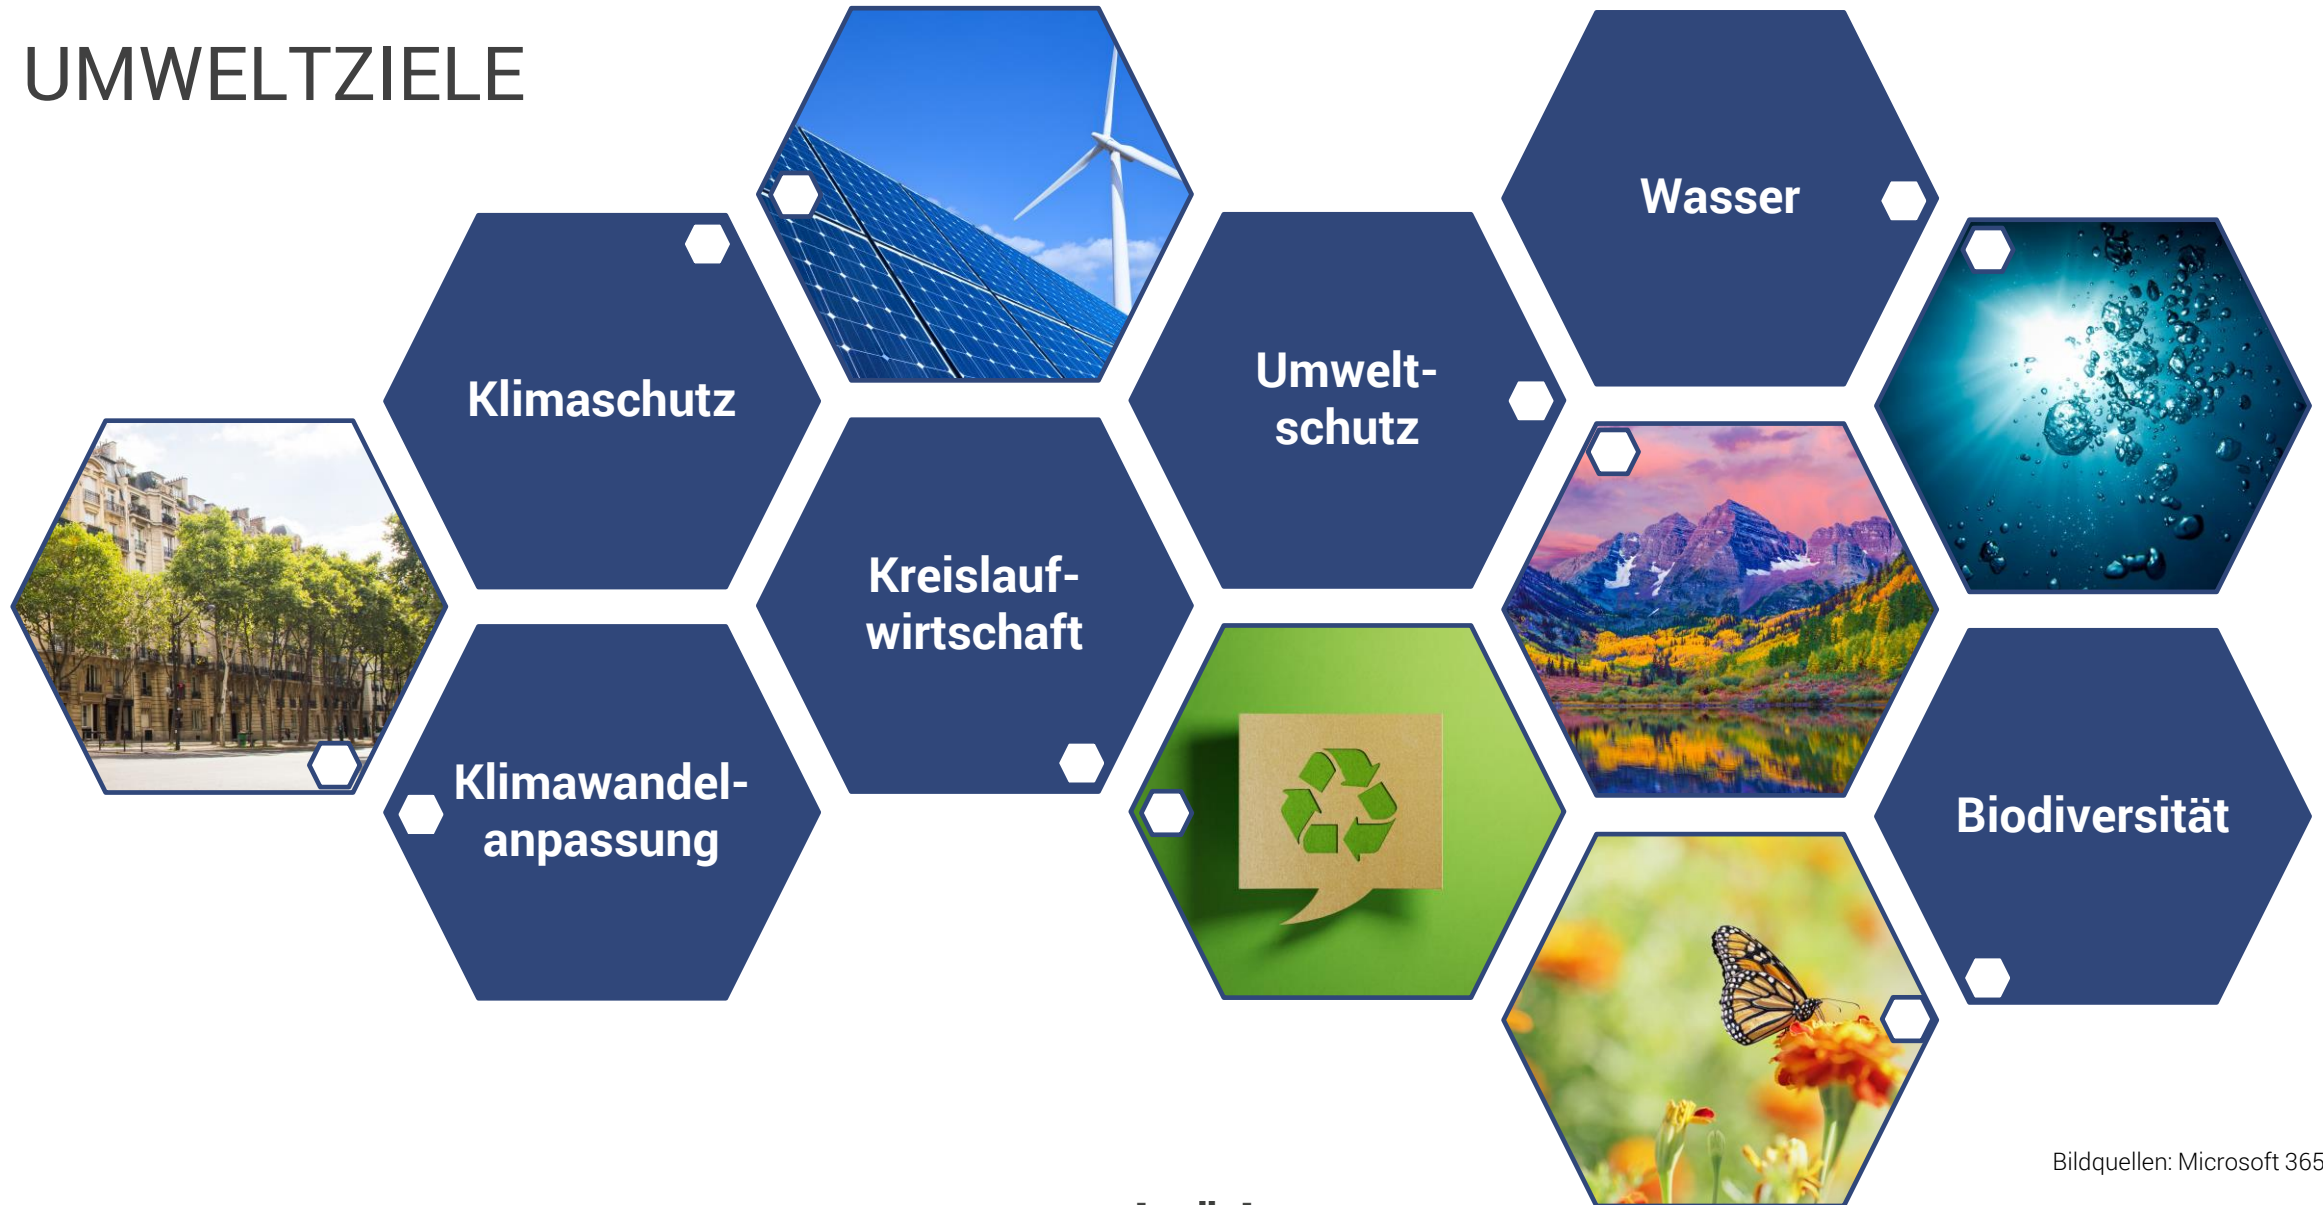 UMWELTZIELE
Wasser
Klimaschutz
Umwelt-
schutz
Kreislauf-
wirtschaft
Klimawandel-
anpassung
Biodiversität
Bildquellen: Microsoft 365